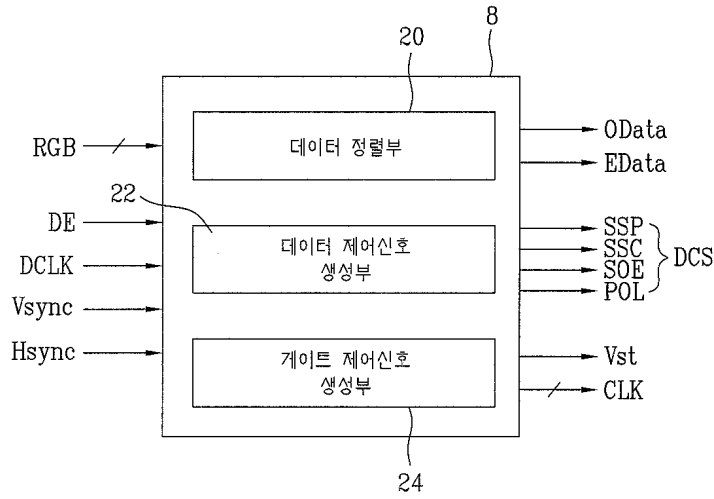 8
20
RGB
데이터 정렬부
OData
EData
22
DE
DCLK
Vsync
Hsync
데이터 제어신호
생성부
SSP
SSC
SOE
POL
DCS
게이트 제어신호
생성부
Vst
CLK
24